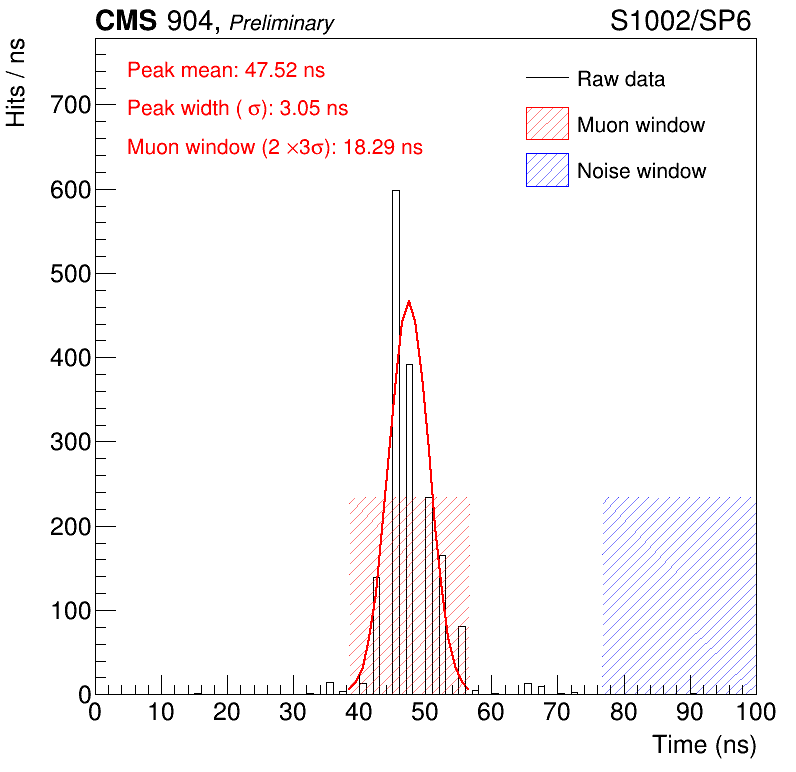 CMS 904, Preliminary S1002/SP6
Hits / ns
Peak mean: 47.52 ns
Peak width ( σ): 3.05 ns
Muon window (2 ×3σ): 18.29 ns
Raw data
Muon window
Noise window
700
600
500
400
300
200
100
0
0 10 20 30 40 50 60 70 80 90 100
Time (ns)